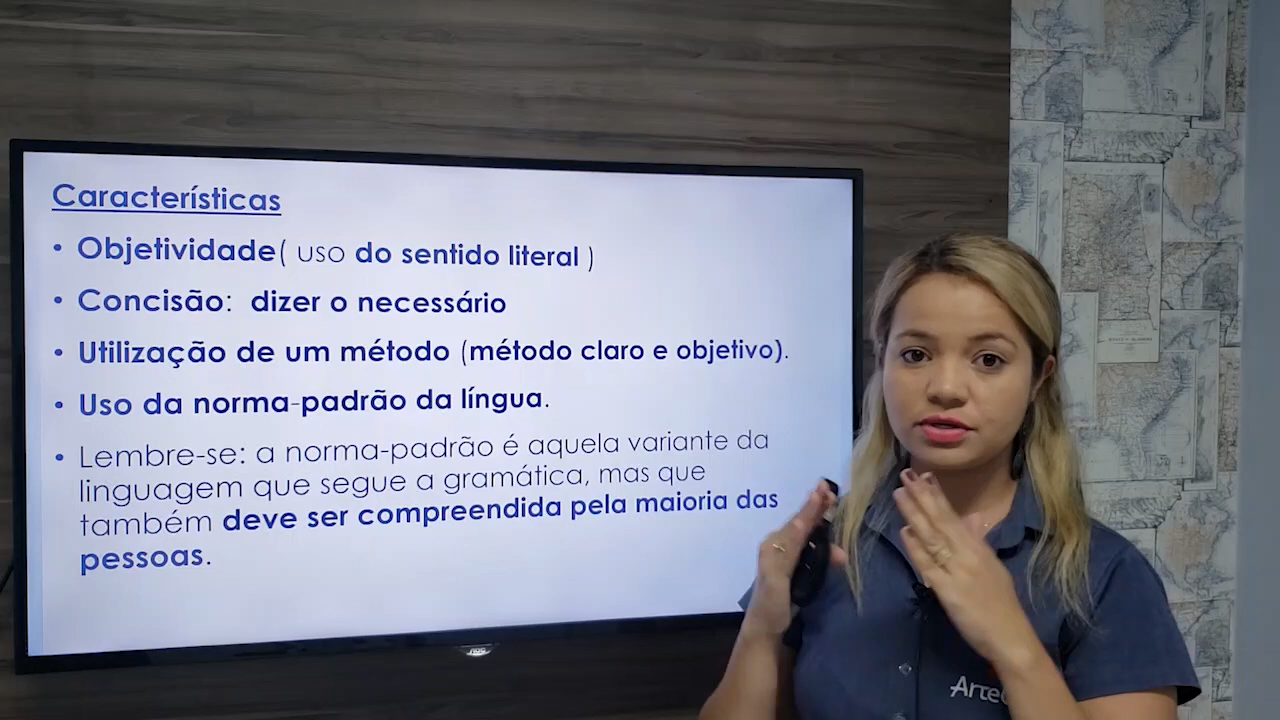 Características
• Objetividade( uso do sentido literal )
• Concisão: dizer o necessário
• Utilização de um método (método claro e objetivo).
• Uso da norma-padrão da língua.
• Lembre-se: a norma-padrão é aquela variante da
linguagem que segue a gramática, mas que
também deve ser compreendida pela maioria das
pessoas.
AOC